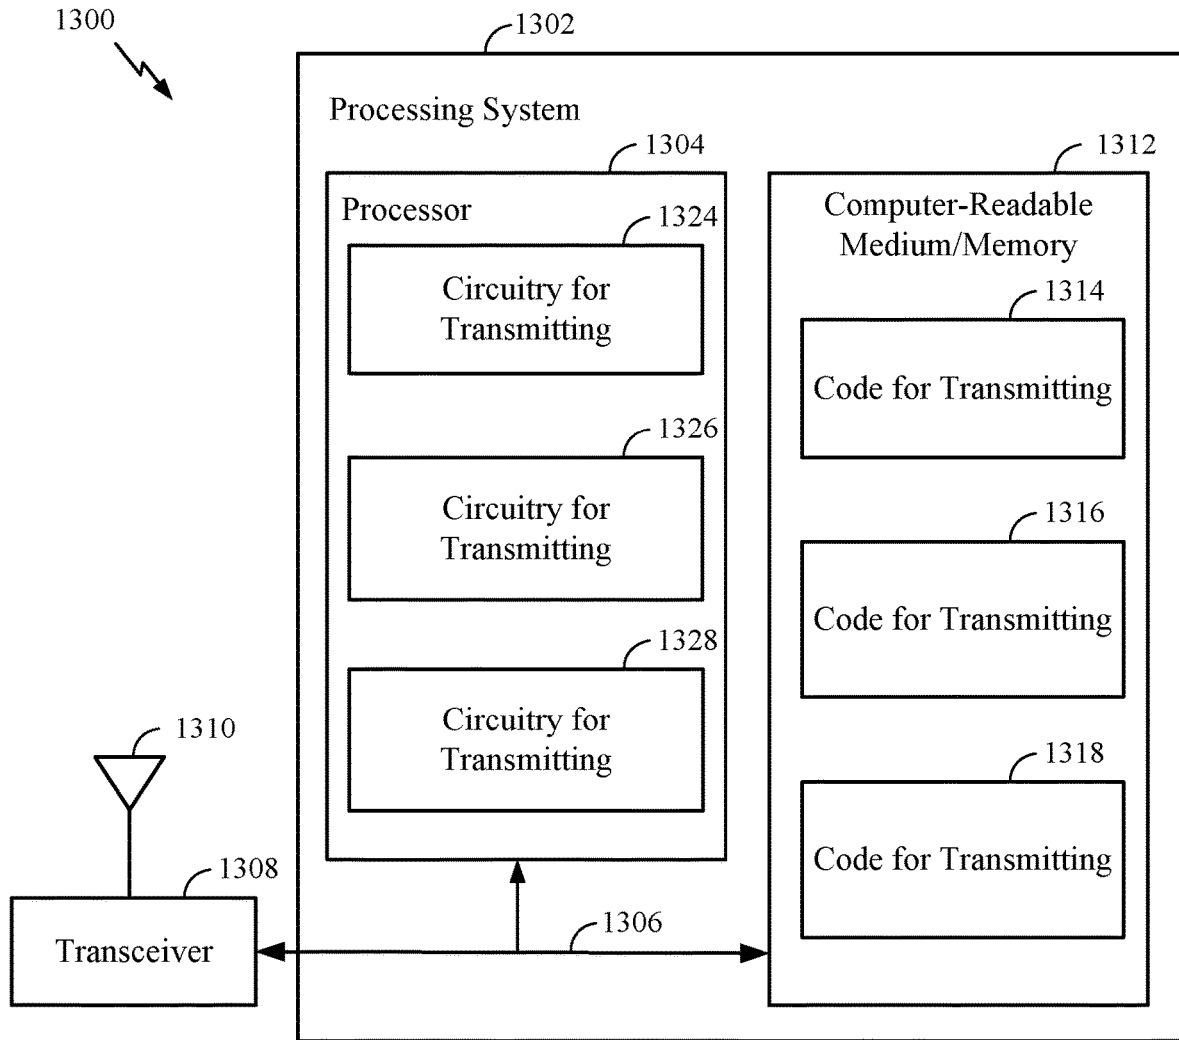 1300
1302
Processing System
1304
Processor
1324
Circuitry for
Transmitting
1326
Circuitry for
Transmitting
1328
Circuitry for
Transmitting
1312
Computer-Readable
Medium/Memory
1314
Code for Transmitting
1316
Code for Transmitting
1318
Code for Transmitting
1310
1308
Transceiver
1306